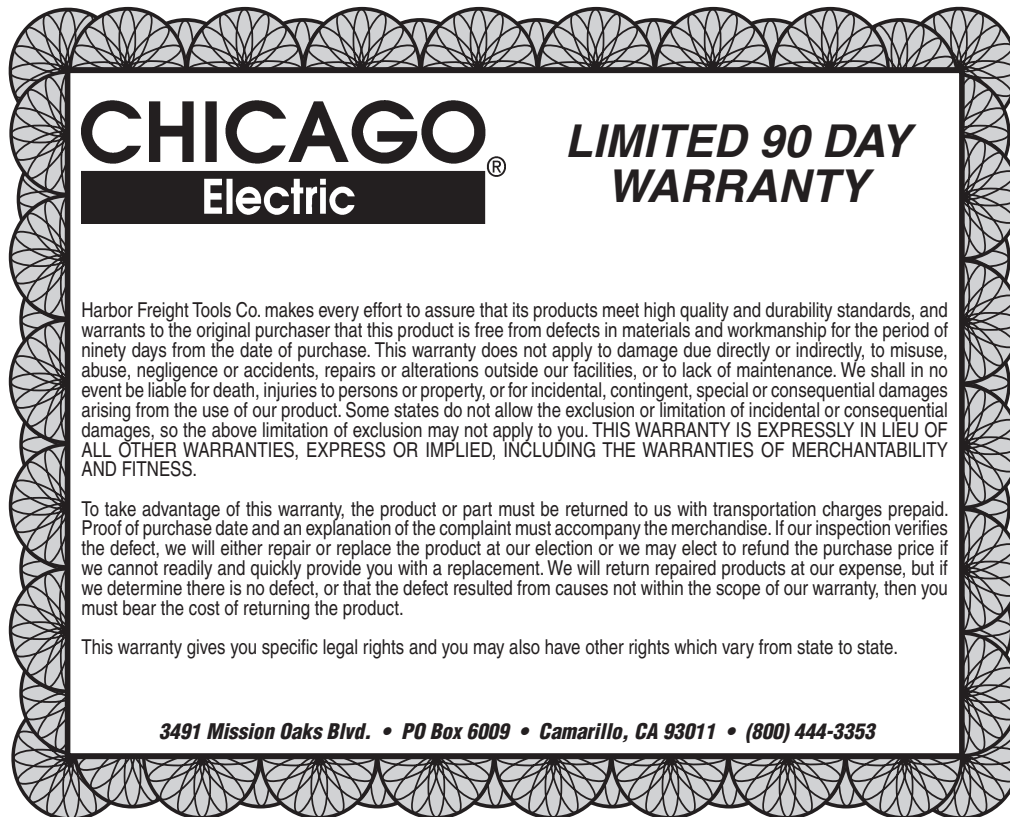 CHICAGO®
Electric
LIMITED 90 DAY
WARRANTY
Harbor Freight Tools Co. makes every effort to assure that its products meet high quality and durability standards, and
warrants to the original purchaser that this product is free from defects in materials and workmanship for the period of
ninety days from the date of purchase. This warranty does not apply to damage due directly or indirectly, to misuse,
abuse, negligence or accidents, repairs or alterations outside our facilities, or to lack of maintenance. We shall in no
event be liable for death, injuries to persons or property, or for incidental, contingent, special or consequential damages
arising from the use of our product. Some states do not allow the exclusion or limitation of incidental or consequential
damages, so the above limitation of exclusion may not apply to you. THIS WARRANTY IS EXPRESSLY IN LIEU OF
ALL OTHER WARRANTIES, EXPRESS OR IMPLIED, INCLUDING THE WARRANTIES OF MERCHANTABILITY
AND FITNESS.
To take advantage of this warranty, the product or part must be returned to us with transportation charges prepaid.
Proof of purchase date and an explanation of the complaint must accompany the merchandise. If our inspection verifies
the defect, we will either repair or replace the product at our election or we may elect to refund the purchase price if
we cannot readily and quickly provide you with a replacement. We will return repaired products at our expense, but if
we determine there is no defect, or that the defect resulted from causes not within the scope of our warranty, then you
must bear the cost of returning the product.
This warranty gives you specific legal rights and you may also have other rights which vary from state to state.
3491 Mission Oaks Blvd. • PO Box 6009 • Camarillo, CA 93011 • (800) 444-3353